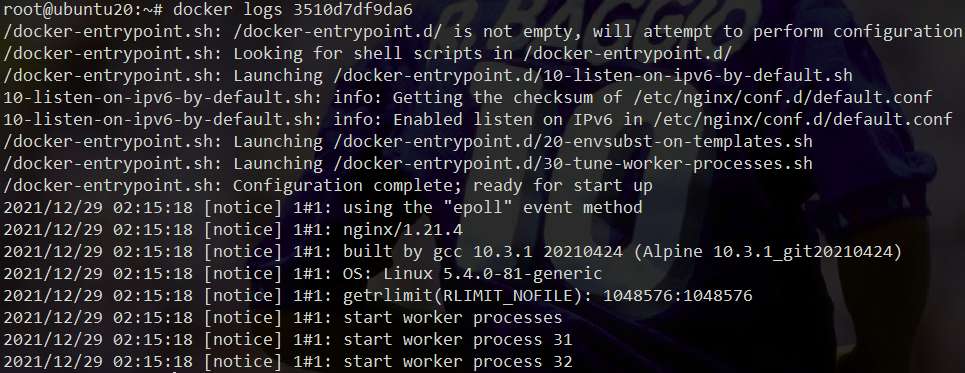 R. BAGGIO
10
root@ubuntu20:~# docker logs 3510d7df9da6
/docker-entrypoint.sh: /docker-entrypoint.d/ is not empty, will attempt to perform configuration
/docker-entrypoint.sh: Looking for shell scripts in /docker-entrypoint.d/
/docker-entrypoint.sh: Launching /docker-entrypoint.d/10-listen-on-ipv6-by-default.sh
10-listen-on-ipv6-by-default.sh: info: Getting the checksum of /etc/nginx/conf.d/default.conf
10-listen-on-ipv6-by-default.sh: info: Enabled listen on IPv6 in /etc/nginx/conf.d/default.conf
/docker-entrypoint.sh: Launching /docker-entrypoint.d/20-envsubst-on-templates.sh
/docker-entrypoint.sh: Launching /docker-entrypoint.d/30-tune-worker-processes.sh
/docker-entrypoint.sh: Configuration complete; ready for start up
2021/12/29 02:15:18 [notice] 1#1: using the "epoll" event method
2021/12/29 02:15:18 [notice] 1#1: nginx/1.21.4
2021/12/29 02:15:18 [notice] 1#1: built by gcc 10.3.1 20210424 (Alpine 10.3.1_git20210424)
2021/12/29 02:15:18 [notice] 1#1: OS: Linux 5.4.0-81-generic
2021/12/29 02:15:18 [notice] 1#1: getrlimit(RLIMIT_NOFILE): 1048576:1048576
2021/12/29 02:15:18 [notice] 1#1: start worker processes
2021/12/29 02:15:18 [notice] 1#1: start worker process 31
2021/12/29 02:15:18 [notice] 1#1: start worker process 32